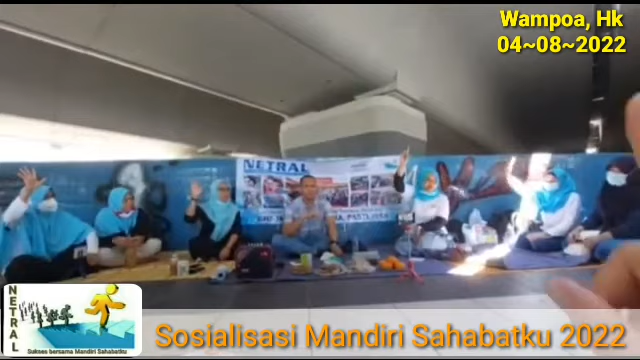 Wampoa, Hk
04~08~2022
NETRAL
NETRAL
Sukses bersama Mandiri Sahabatku
Sosialisasi Mandiri Sahabatku 2022